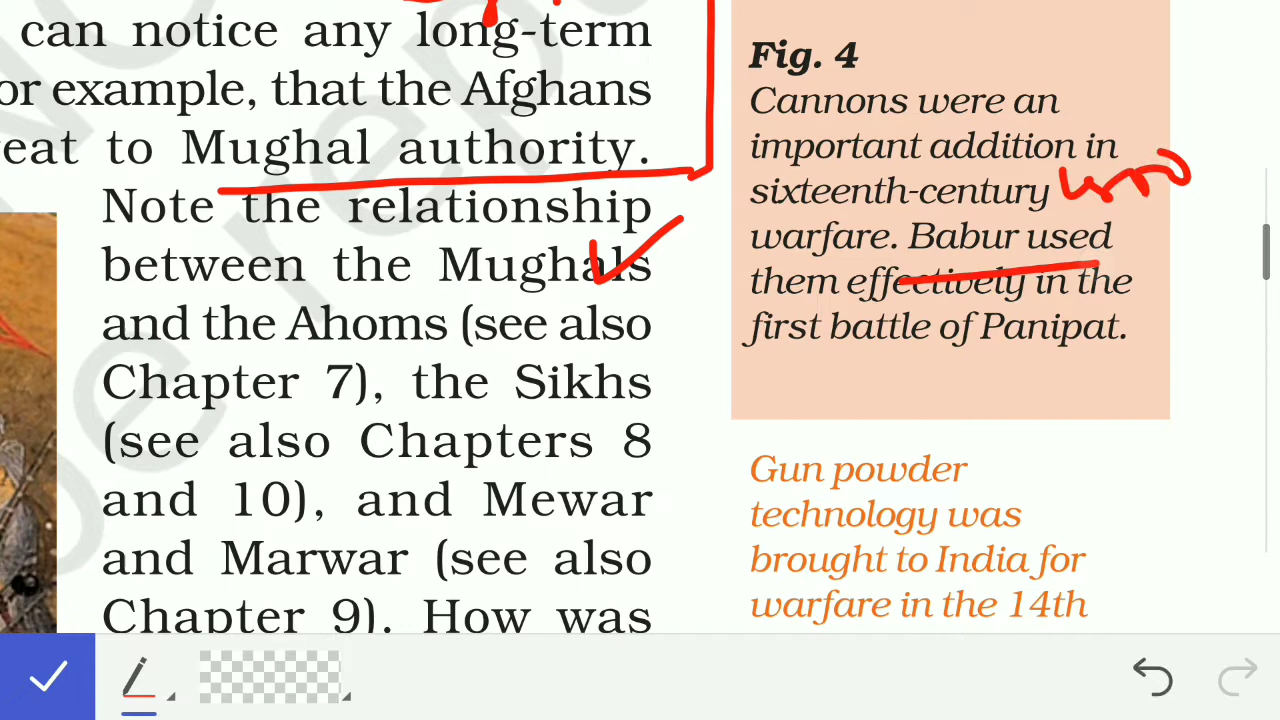 can notice any long-term
or example, that the Afghans
eat to Mughal authority.
Note the relationship
between the Mughals
and the Ahoms (see also
Chapter 7), the Sikhs
(see also Chapters 8
and 10), and Mewar
and Marwar (see also
Chapter 9). How was
Fig. 4
Cannons were an
important addition in
sixteenth-century
warfare. Babur used
them effectively in the
first battle of Panipat.
Gun powder
technology was
brought to India for
warfare in the 14th